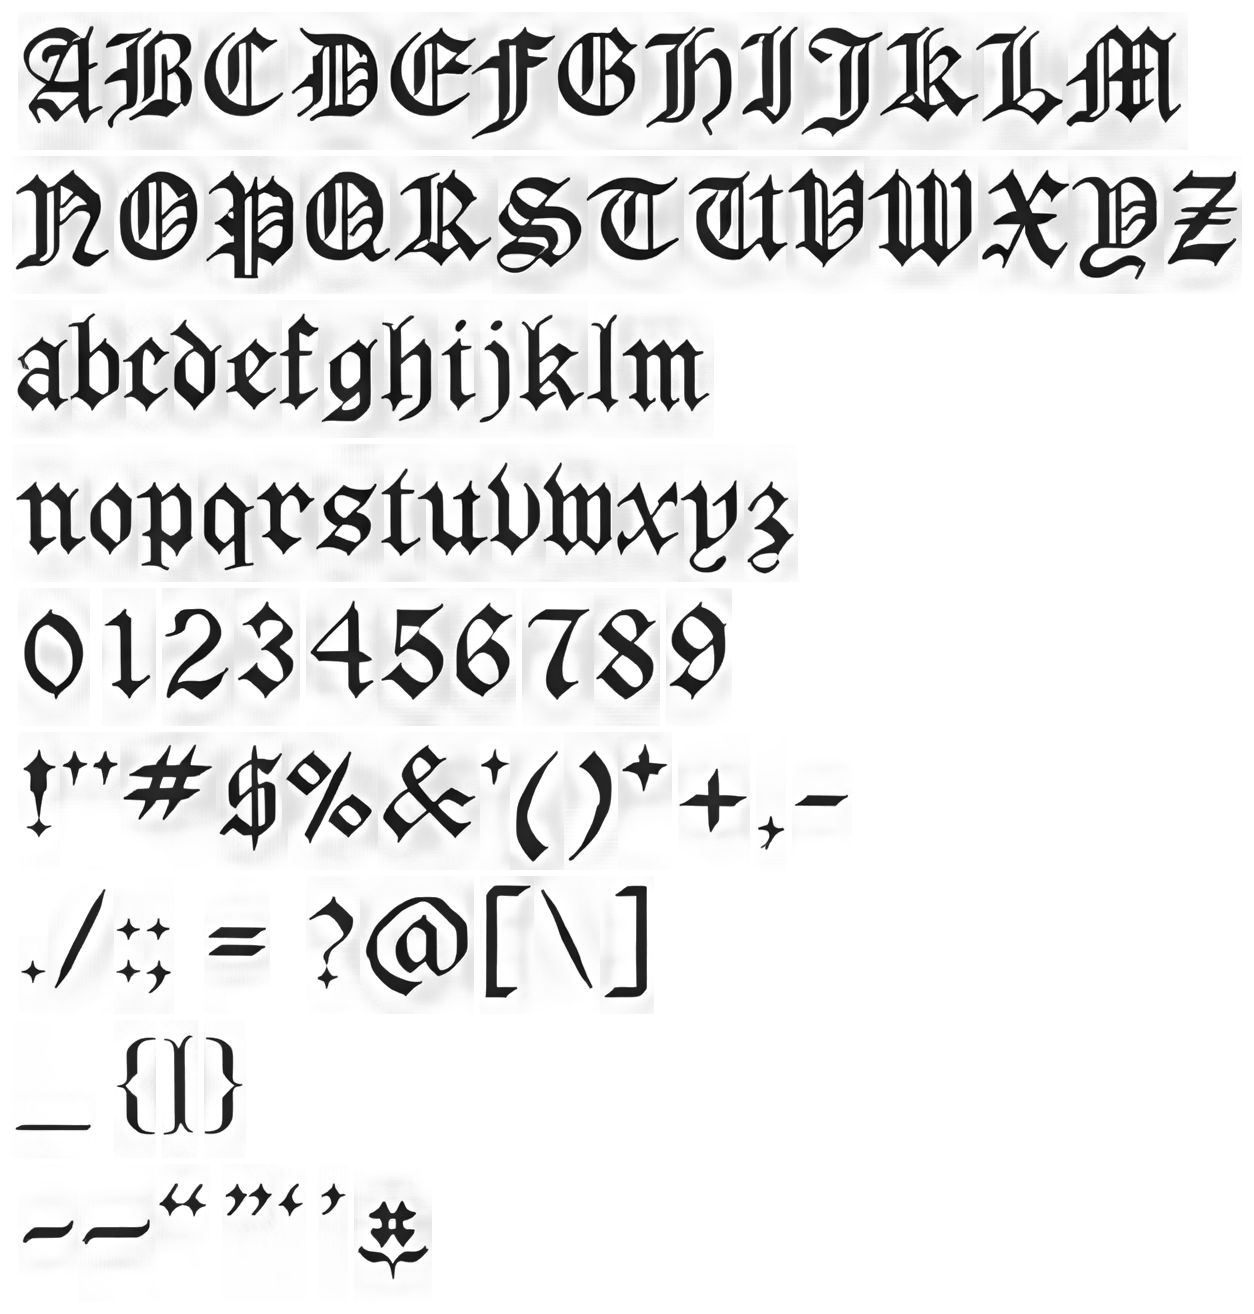 ABCDEFGHIJKLM
NOPQRSTUVWXYZ
abcdefghijklm
nopqrstuvwxyz
0123456789
!"#$%&'()*+,-
./:; = ?@[\]
_ {|}
–—“”‘’